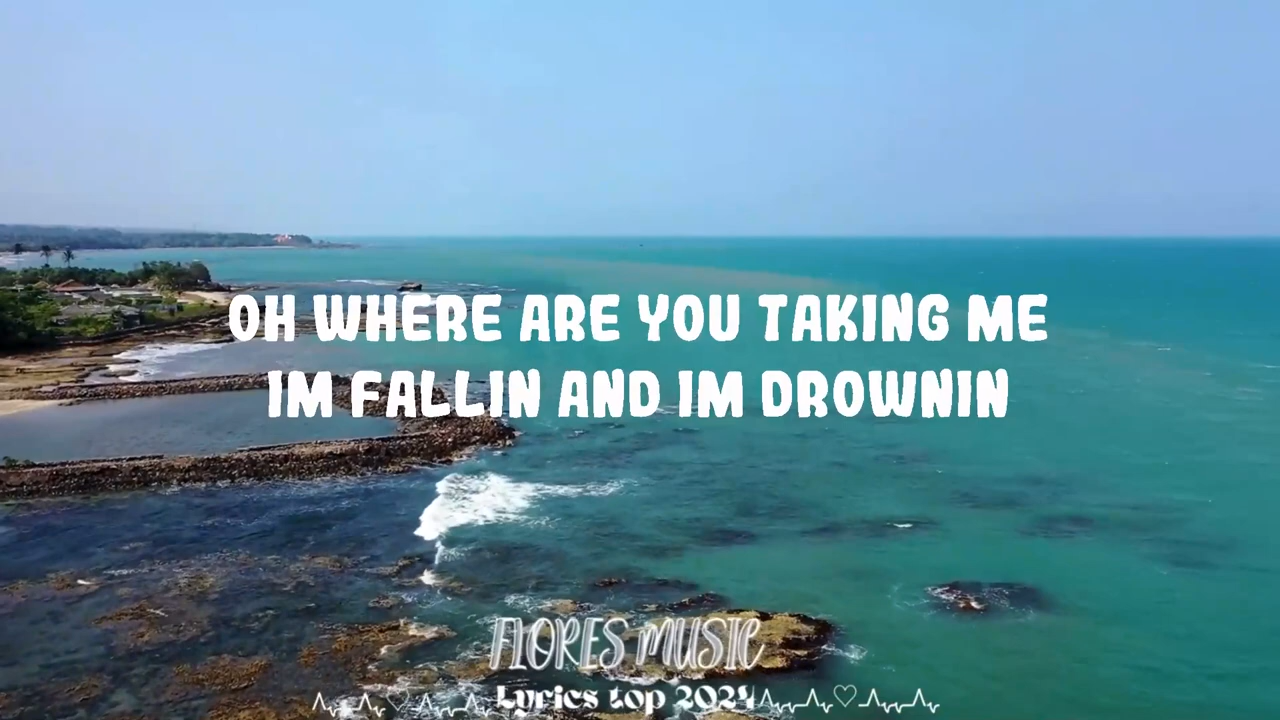 OH WHERE ARE YOU TAKING ME
IM FALLIN AND IM DROWNIN
FLORES MUSIC
Lyrics top 2024